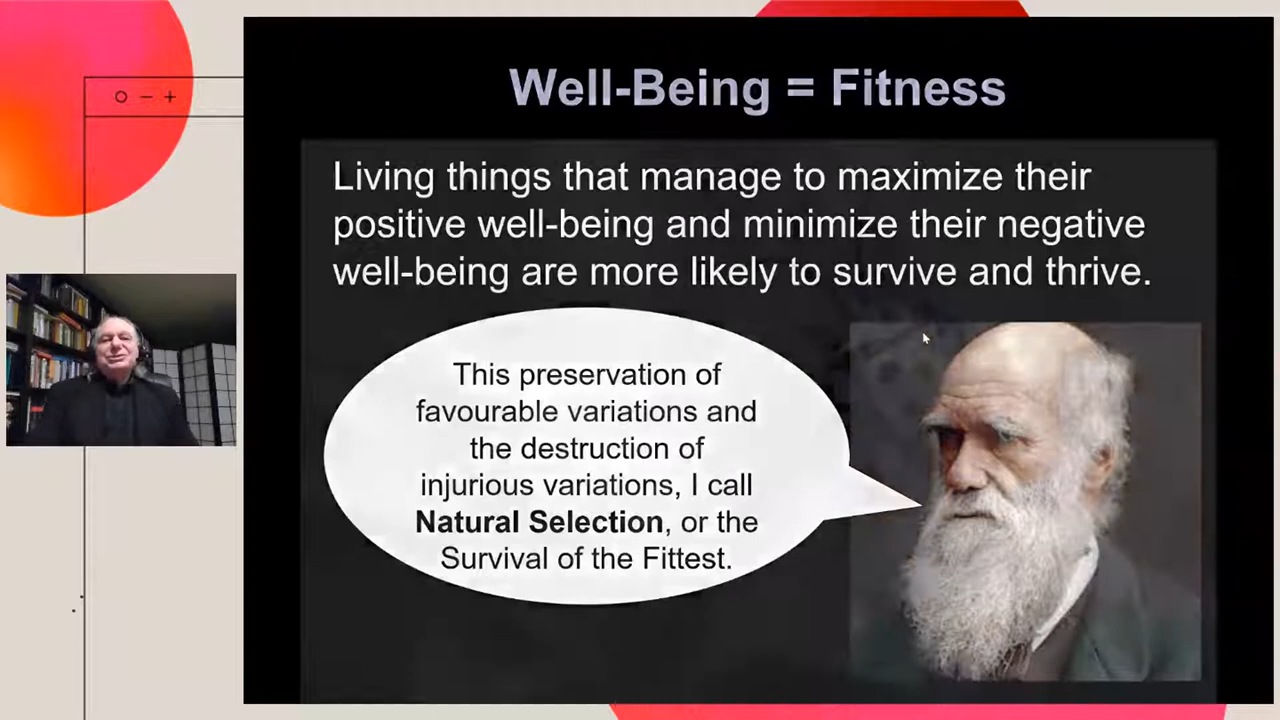 Well-Being = Fitness
Living things that manage to maximize their
positive well-being and minimize their negative
well-being are more likely to survive and thrive.
This preservation of
favourable variations and
the destruction of
injurious variations, I call
Natural Selection, or the
Survival of the Fittest.